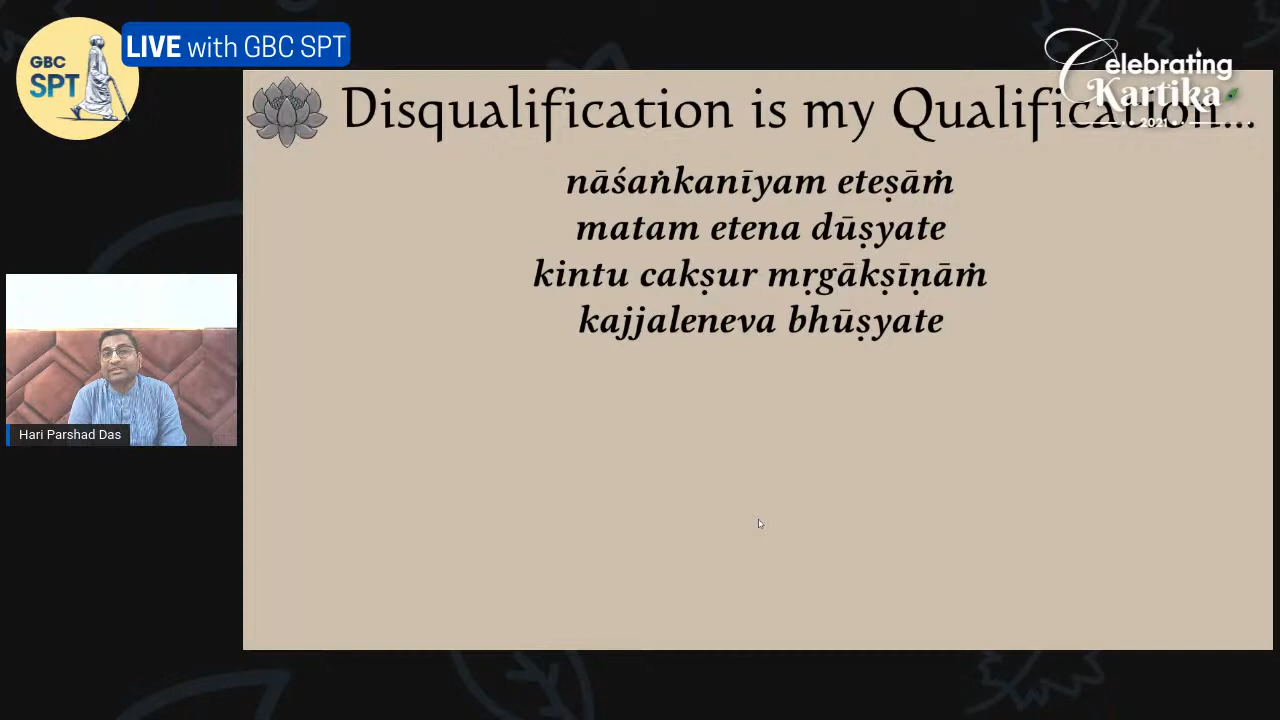 LIVE with GBC SPT
GBC
SPT
Celebrating
Kartika
2021
Disqualification is my Qualification...
nāśaṅkanīyam eteṣāṁ
matam etena dūṣyate
kintu cakṣur mṛgākṣīṇāṁ
kajjaleneva bhūṣyate
Hari Parshad Das